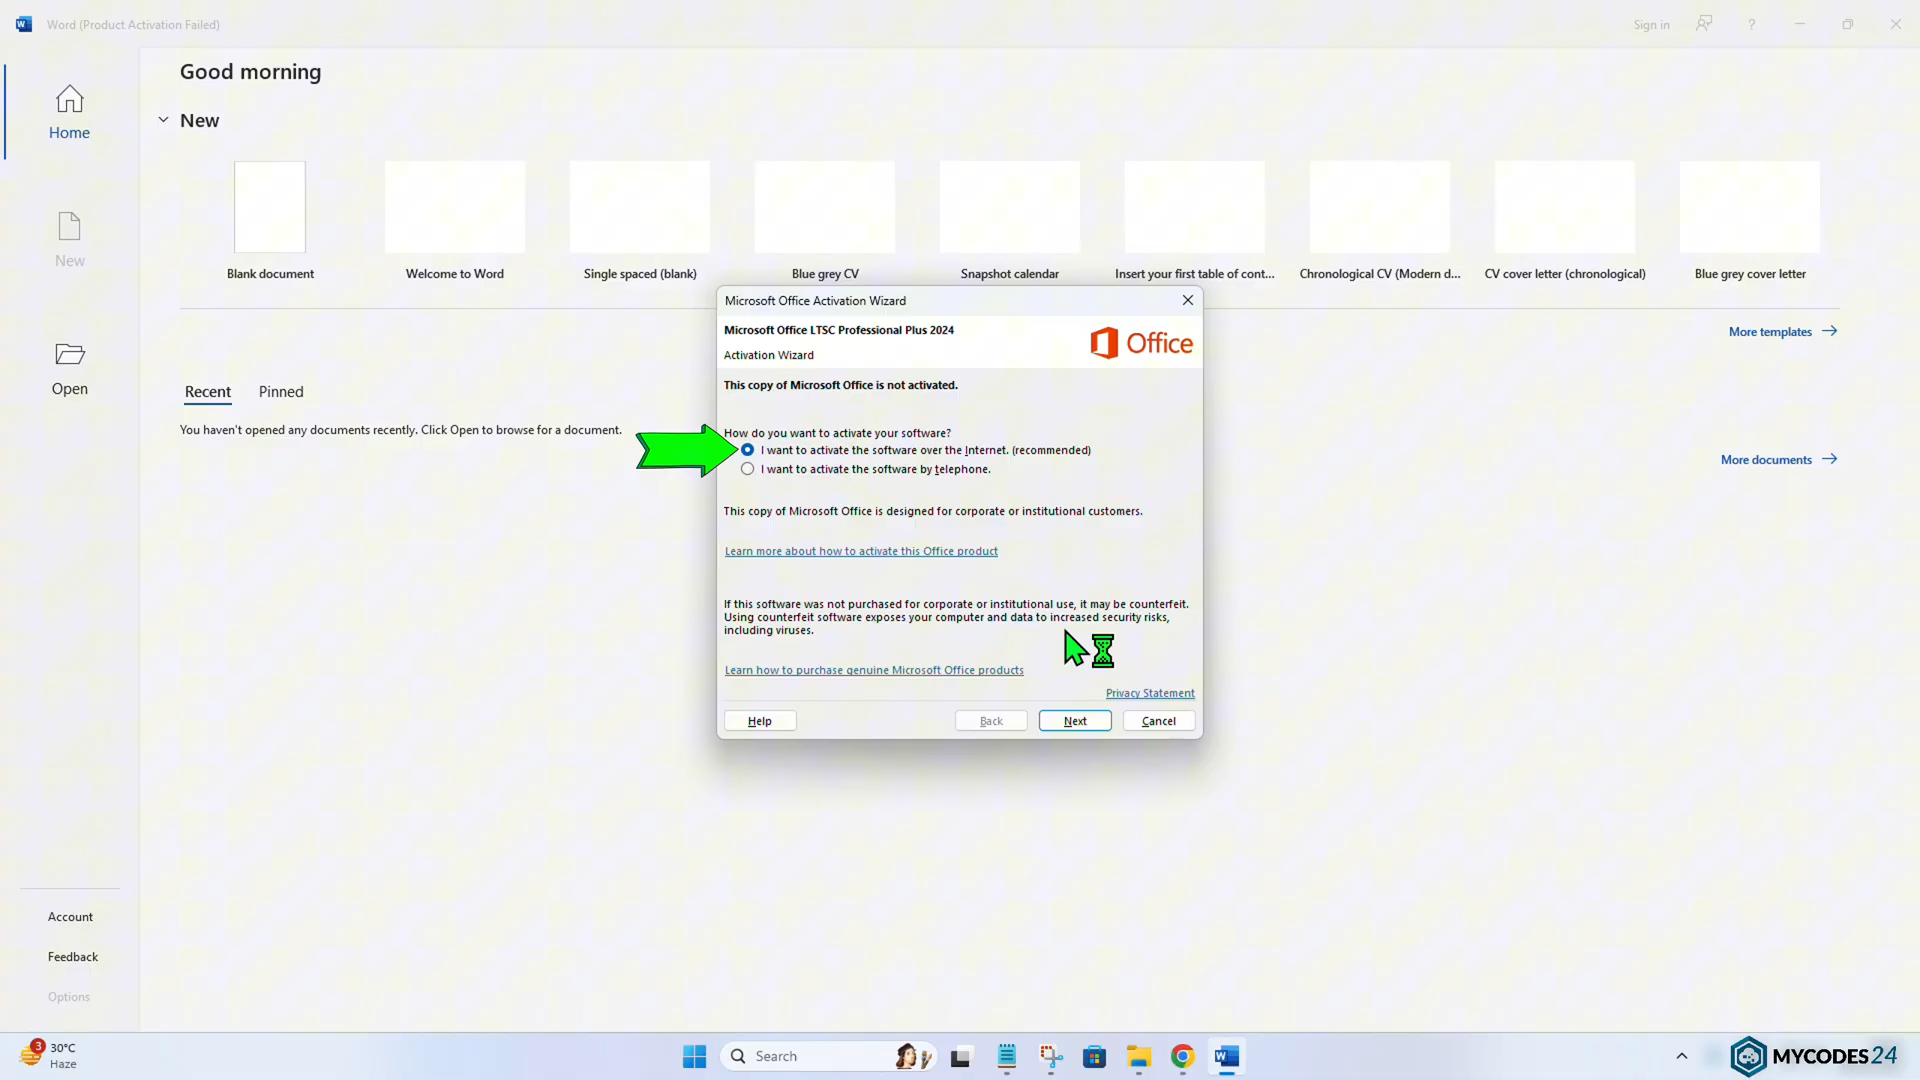 Word (Product Activation Failed)
Sign in
Good morning
Home
New
Blank document
Welcome to Word
Single spaced (blank)
Blue grey CV
Snapshot calendar
Insert your first table of cont...
Chronological CV (Modern d...
CV cover letter (chronological)
Blue grey cover letter
New
More templates
Open
Recent
Pinned
You haven't opened any documents recently. Click Open to browse for a document.
More documents
Microsoft Office Activation Wizard
Microsoft Office LTSC Professional Plus 2024
Office
Activation Wizard
This copy of Microsoft Office is not activated.
How do you want to activate your software?
I want to activate the software over the Internet. (recommended)
I want to activate the software by telephone.
This copy of Microsoft Office is designed for corporate or institutional customers.
Learn more about how to activate this Office product
If this software was not purchased for corporate or institutional use, it may be counterfeit.
Using counterfeit software exposes your computer and data to increased security risks,
including viruses.
Learn how to purchase genuine Microsoft Office products
Privacy Statement
Help
Back
Next
Cancel
Account
Feedback
Options
3
30°C
Haze
Search
MYCODES24